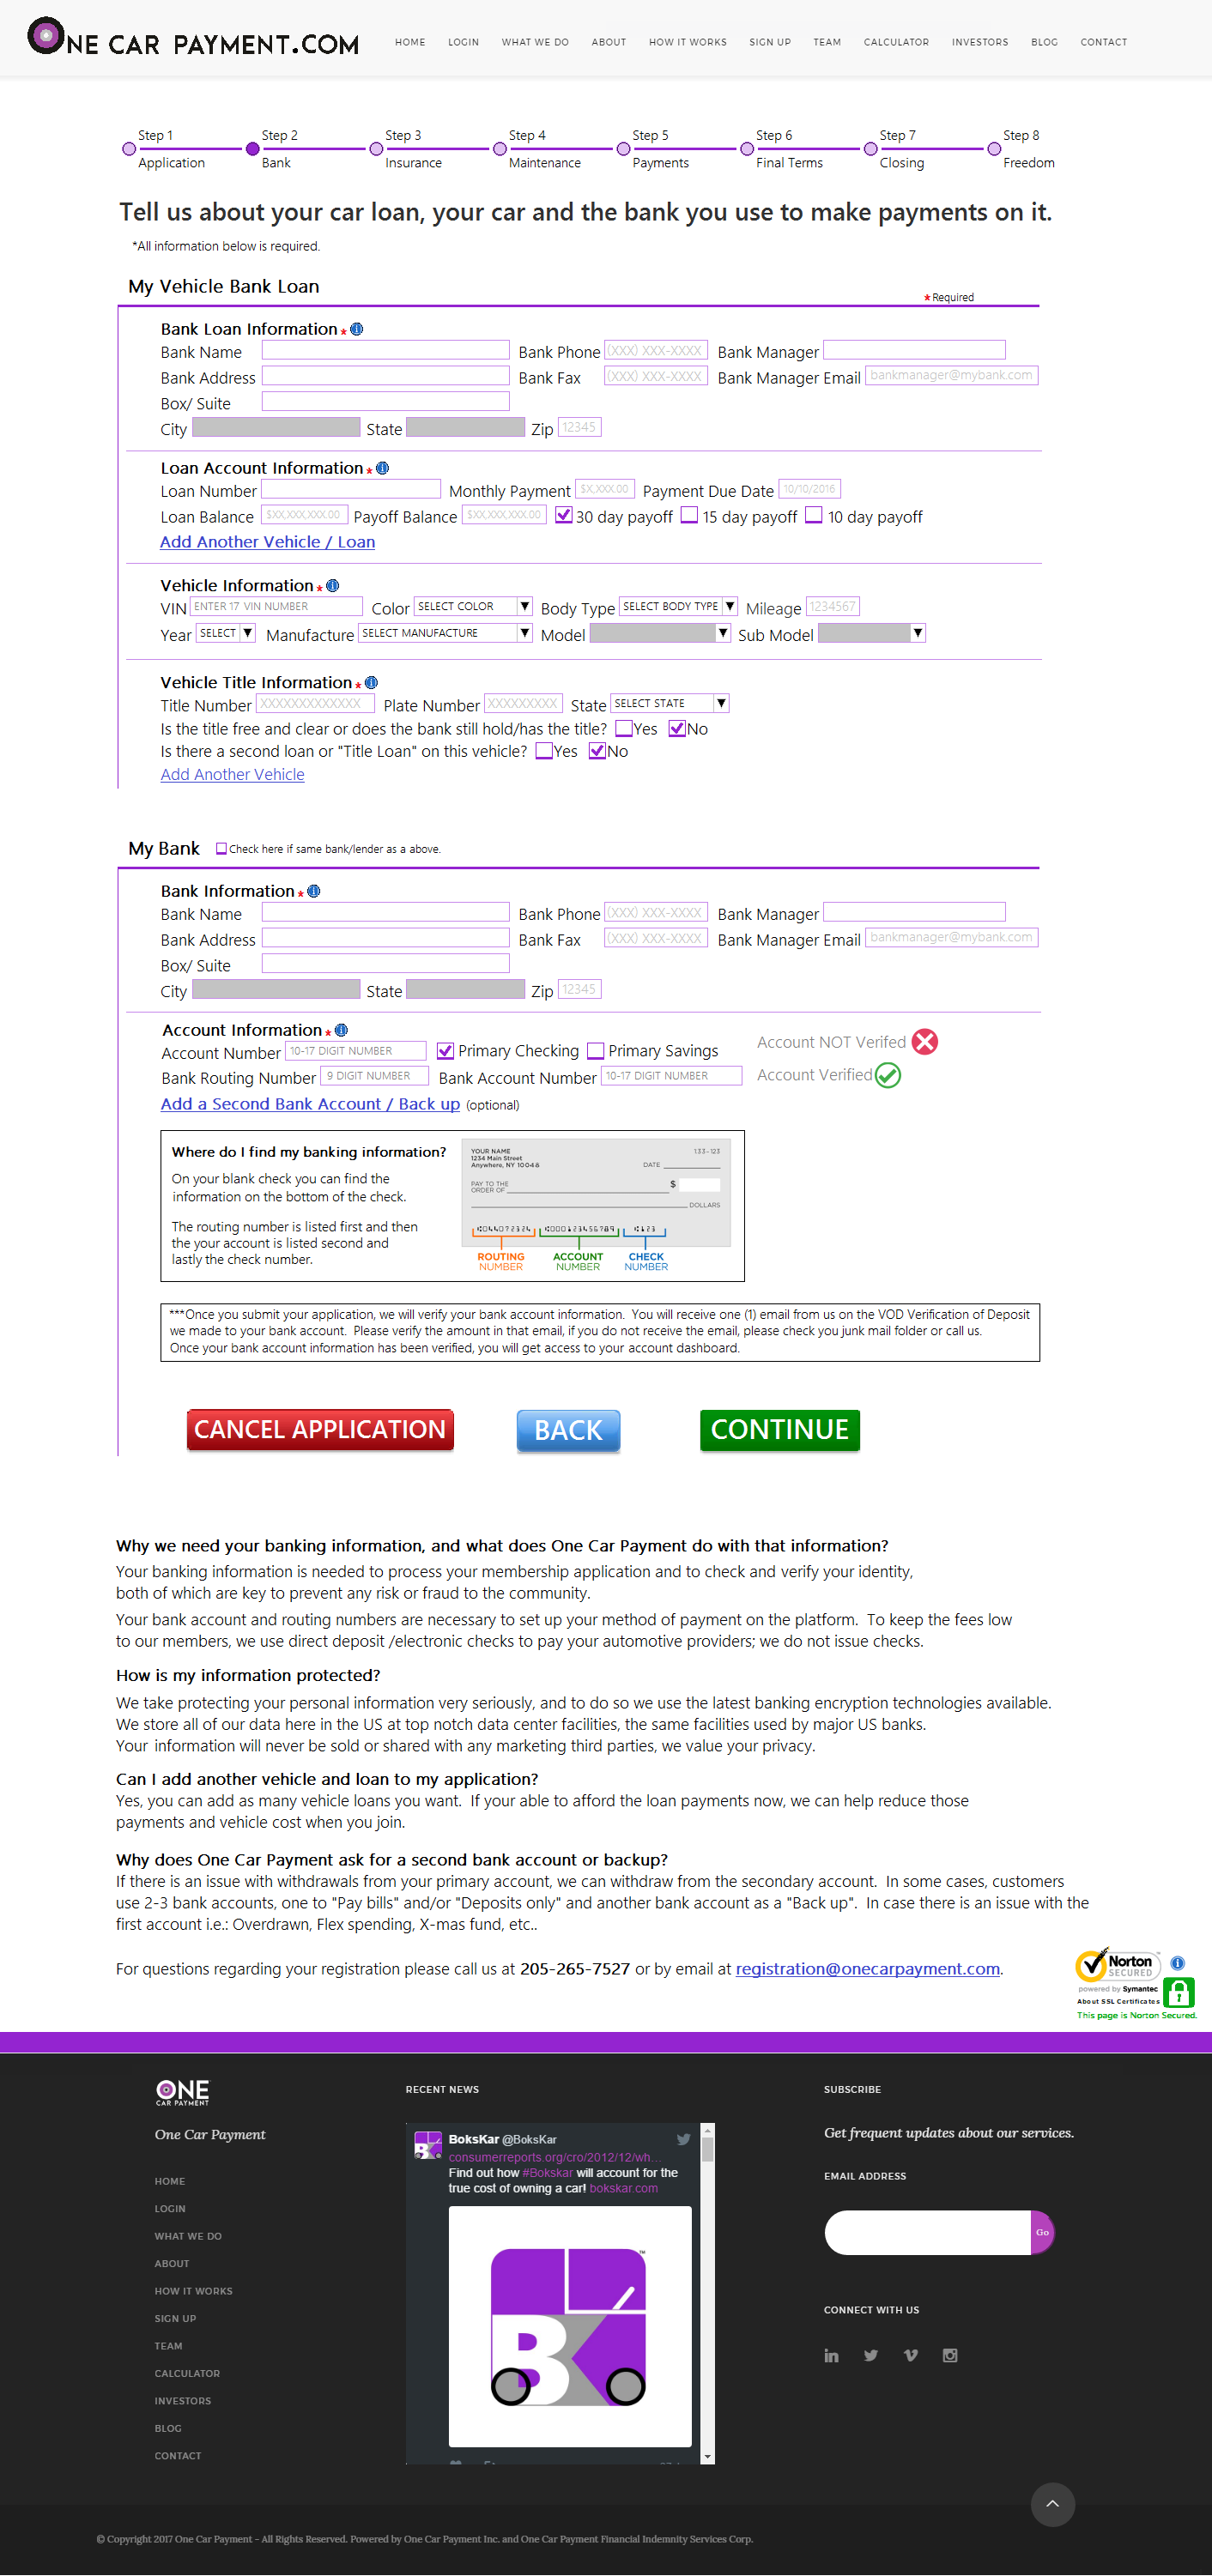 ONE CAR PAYMENT.COM
HOME LOGIN WHAT WE DO ABOUT HOW IT WORKS SIGN UP TEAM CALCULATOR INVESTORS BLOG CONTACT
Step 1 Step 2 Step 3 Step 4 Step 5 Step 6 Step 7 Step 8
Application Bank Insurance Maintenance Payments Final Terms Closing Freedom
Tell us about your car loan, your car and the bank you use to make payments on it.
*All information below is required.
My Vehicle Bank Loan
* Required
Bank Loan Information *
Bank Name Bank Phone (XXX) XXX-XXXX Bank Manager
Bank Address Bank Fax (XXX) XXX-XXXX Bank Manager Email bankmanager@mybank.com
Box/ Suite
City State Zip 12345
Loan Account Information *
Loan Number Monthly Payment $X,XXX.00 Payment Due Date 10/10/2016
Loan Balance $XX,XXX,XXX.00 Payoff Balance $XX,XXX,XXX.00 30 day payoff 15 day payoff 10 day payoff
Add Another Vehicle / Loan
Vehicle Information *
VIN ENTER 17 VIN NUMBER Color SELECT COLOR Body Type SELECT BODY TYPE Mileage 1234567
Year SELECT Manufacture SELECT MANUFACTURE Model Sub Model
Vehicle Title Information *
Title Number XXXXXXXXXXXXX Plate Number XXXXXXXXX State SELECT STATE
Is the title free and clear or does the bank still hold/has the title? Yes No
Is there a second loan or "Title Loan" on this vehicle? Yes No
Add Another Vehicle
My Bank Check here if same bank/lender as a above.
Bank Information *
Bank Name Bank Phone (XXX) XXX-XXXX Bank Manager
Bank Address Bank Fax (XXX) XXX-XXXX Bank Manager Email bankmanager@mybank.com
Box/ Suite
City State Zip 12345
Account Information *
Account Number 10-17 DIGIT NUMBER Primary Checking Primary Savings Account NOT Verifed
Bank Routing Number 9 DIGIT NUMBER Bank Account Number 10-17 DIGIT NUMBER Account Verified
Add a Second Bank Account / Back up (optional)
Where do I find my banking information?
On your blank check you can find the
information on the bottom of the check.
The routing number is listed first and then
the your account is listed second and
lastly the check number.
YOUR NAME 133-123
1234 Main Street
Anywhere, NY 10048
DATE
PAY TO THE
ORDER OF $
DOLLARS
044072324 000123456789 123
ROUTING NUMBER
ACCOUNT NUMBER
CHECK NUMBER
***Once you submit your application, we will verify your bank account information. You will receive one (1) email from us on the VOD Verification of Deposit
we made to your bank account. Please verify the amount in that email, if you do not receive the email, please check you junk mail folder or call us.
Once your bank account information has been verified, you will get access to your account dashboard.
CANCEL APPLICATION BACK CONTINUE
Why we need your banking information, and what does One Car Payment do with that information?
Your banking information is needed to process your membership application and to check and verify your identity,
both of which are key to prevent any risk or fraud to the community.
Your bank account and routing numbers are necessary to set up your method of payment on the platform. To keep the fees low
to our members, we use direct deposit /electronic checks to pay your automotive providers; we do not issue checks.
How is my information protected?
We take protecting your personal information very seriously, and to do so we use the latest banking encryption technologies available.
We store all of our data here in the US at top notch data center facilities, the same facilities used by major US banks.
Your information will never be sold or shared with any marketing third parties, we value your privacy.
Can I add another vehicle and loan to my application?
Yes, you can add as many vehicle loans you want. If your able to afford the loan payments now, we can help reduce those
payments and vehicle cost when you join.
Why does One Car Payment ask for a second bank account or backup?
If there is an issue with withdrawals from your primary account, we can withdraw from the secondary account. In some cases, customers
use 2-3 bank accounts, one to "Pay bills" and/or "Deposits only" and another bank account as a "Back up". In case there is an issue with the
first account i.e.: Overdrawn, Flex spending, X-mas fund, etc..
For questions regarding your registration please call us at 205-265-7527 or by email at registration@onecarpayment.com.
Norton
SECURED
powered by Symantec
About SSL Certificates
This page is Norton Secured.
ONE
CAR PAYMENT
One Car Payment
HOME
LOGIN
WHAT WE DO
ABOUT
HOW IT WORKS
SIGN UP
TEAM
CALCULATOR
INVESTORS
BLOG
CONTACT
RECENT NEWS
BoksKar @BoksKar
consumerreports.org/cro/2012/12/wh...
Find out how #Bokskar will account for the
true cost of owning a car! bokskar.com
BK
SUBSCRIBE
Get frequent updates about our services.
EMAIL ADDRESS
Go
CONNECT WITH US
© Copyright 2017 One Car Payment - All Rights Reserved. Powered by One Car Payment Inc. and One Car Payment Financial Indemnity Services Corp.